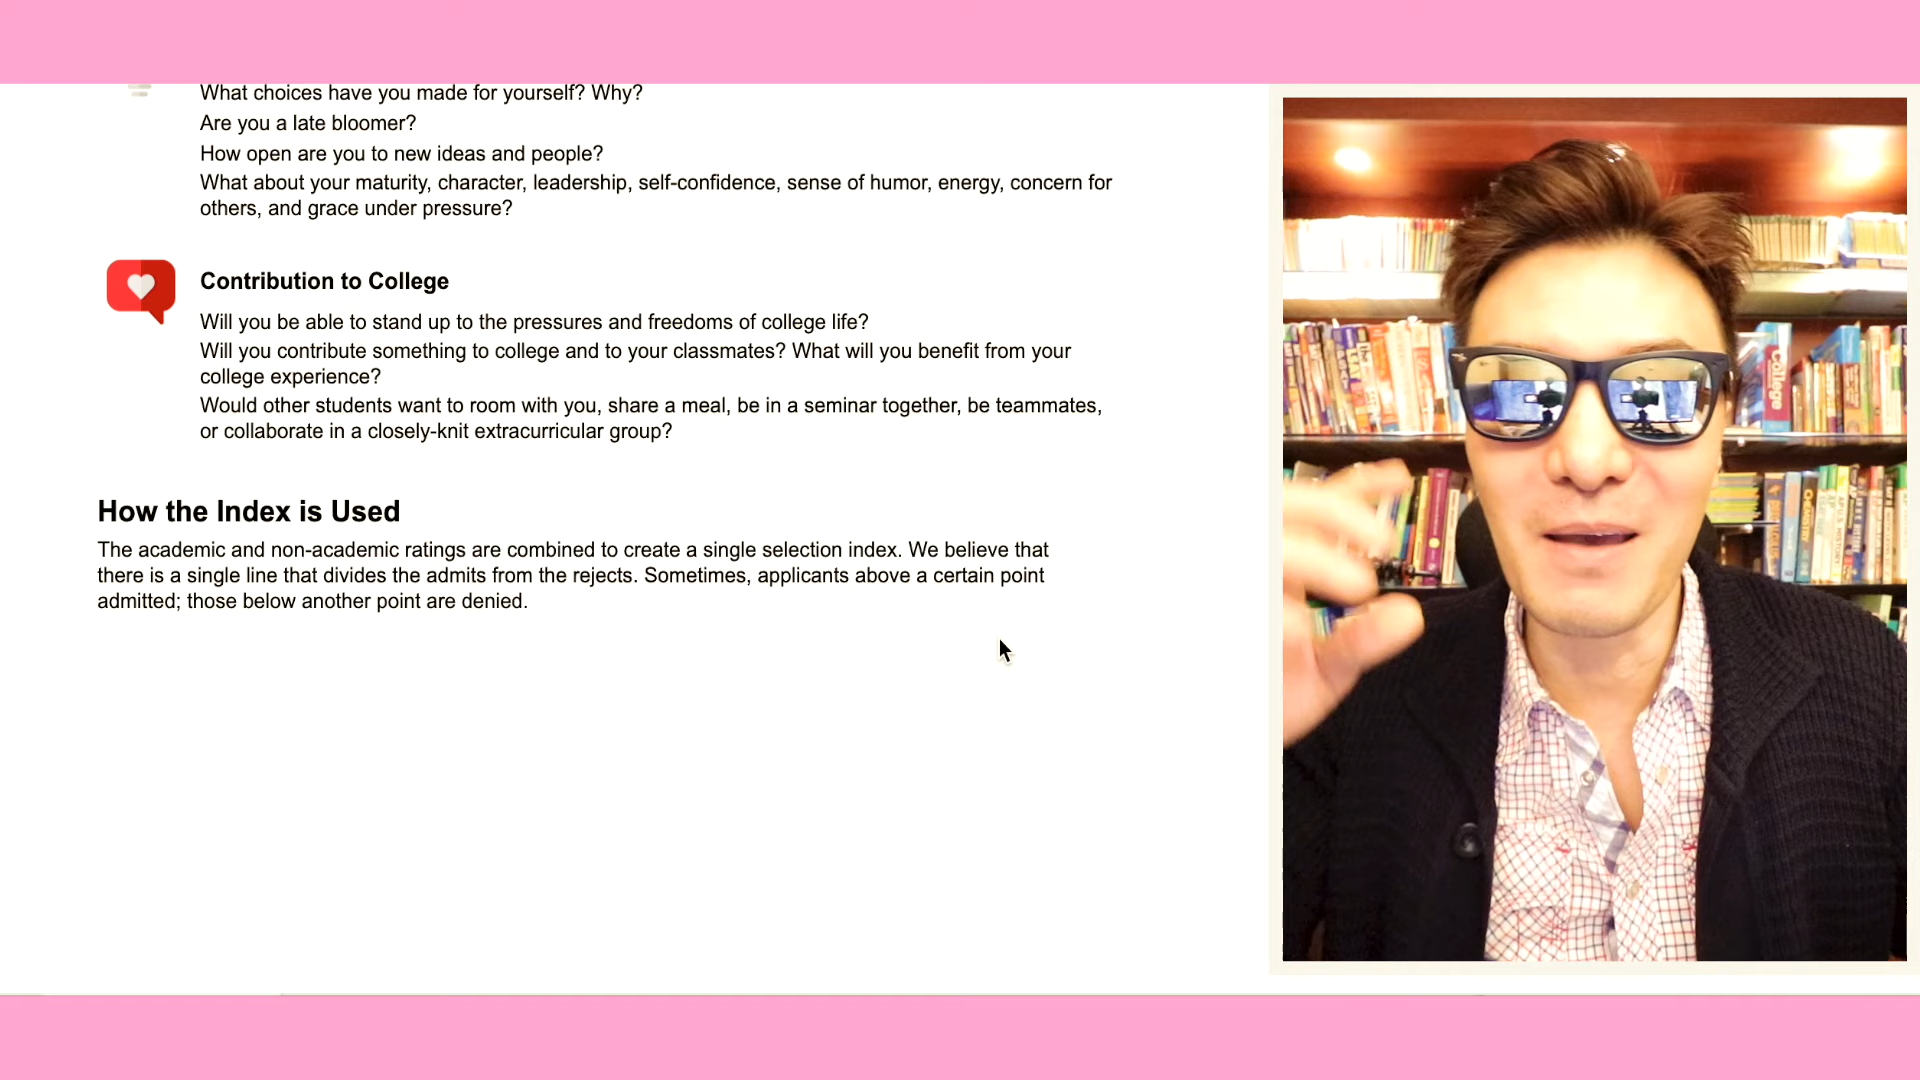 What choices have you made for yourself? Why?
Are you a late bloomer?
How open are you to new ideas and people?
What about your maturity, character, leadership, self-confidence, sense of humor, energy, concern for
others, and grace under pressure?
Contribution to College
Will you be able to stand up to the pressures and freedoms of college life?
Will you contribute something to college and to your classmates? What will you benefit from your
college experience?
Would other students want to room with you, share a meal, be in a seminar together, be teammates,
or collaborate in a closely-knit extracurricular group?
How the Index is Used
The academic and non-academic ratings are combined to create a single selection index. We believe that
there is a single line that divides the admits from the rejects. Sometimes, applicants above a certain point
admitted; those below another point are denied.
College